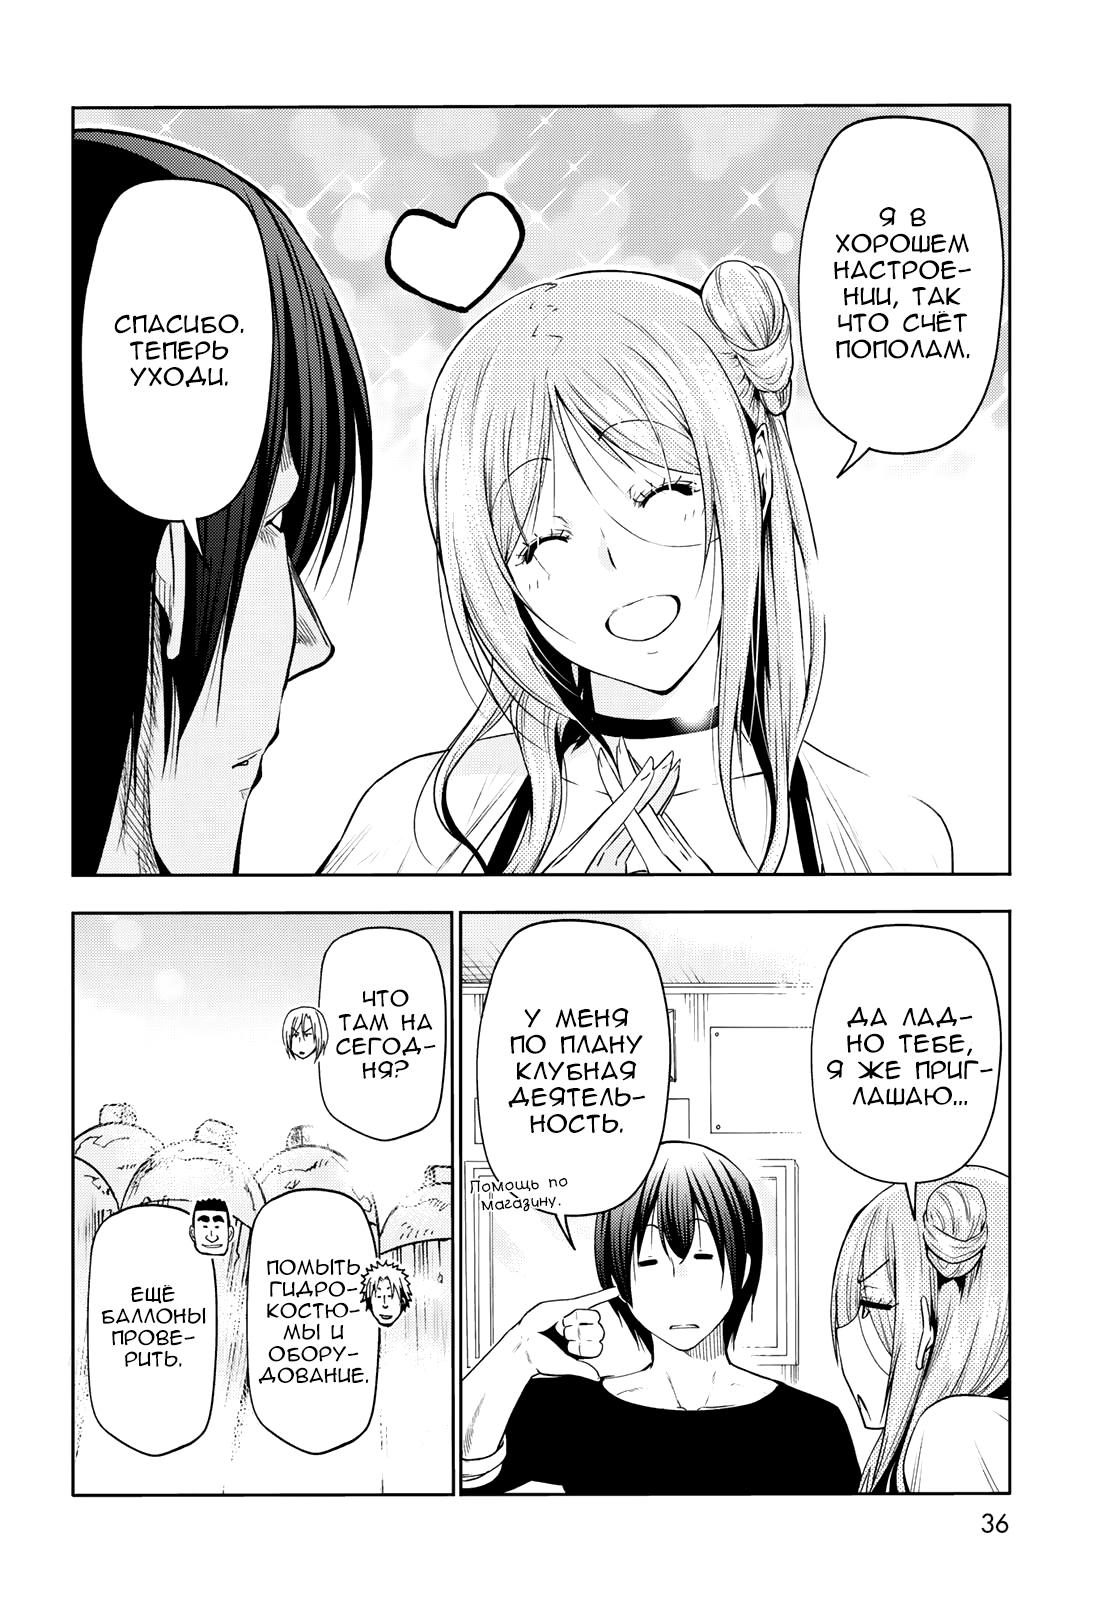 Я В
ХОРОШЕМ
НАСТРОЕ-
НИИ, ТАК
ЧТО СЧЁТ
ПОПОЛАМ.
СПАСИБО.
ТЕПЕРЬ
УХОДИ.
ДА ЛАД-
НО ТЕБЕ,
Я ЖЕ ПРИГ-
ЛАШАЮ...
У МЕНЯ
ПО ПЛАНУ
КЛУБНАЯ
ДЕЯТЕЛЬ-
НОСТЬ.
Помощь по
магазину.
ЧТО
ТАМ НА
СЕГОД-
НЯ?
ПОМЫТЬ
ГИДРО-
КОСТЮ-
МЫ И
ОБОРУ-
ДОВАНИЕ.
ЕЩЁ
БАЛЛОНЫ
ПРОВЕ-
РИТЬ.
36